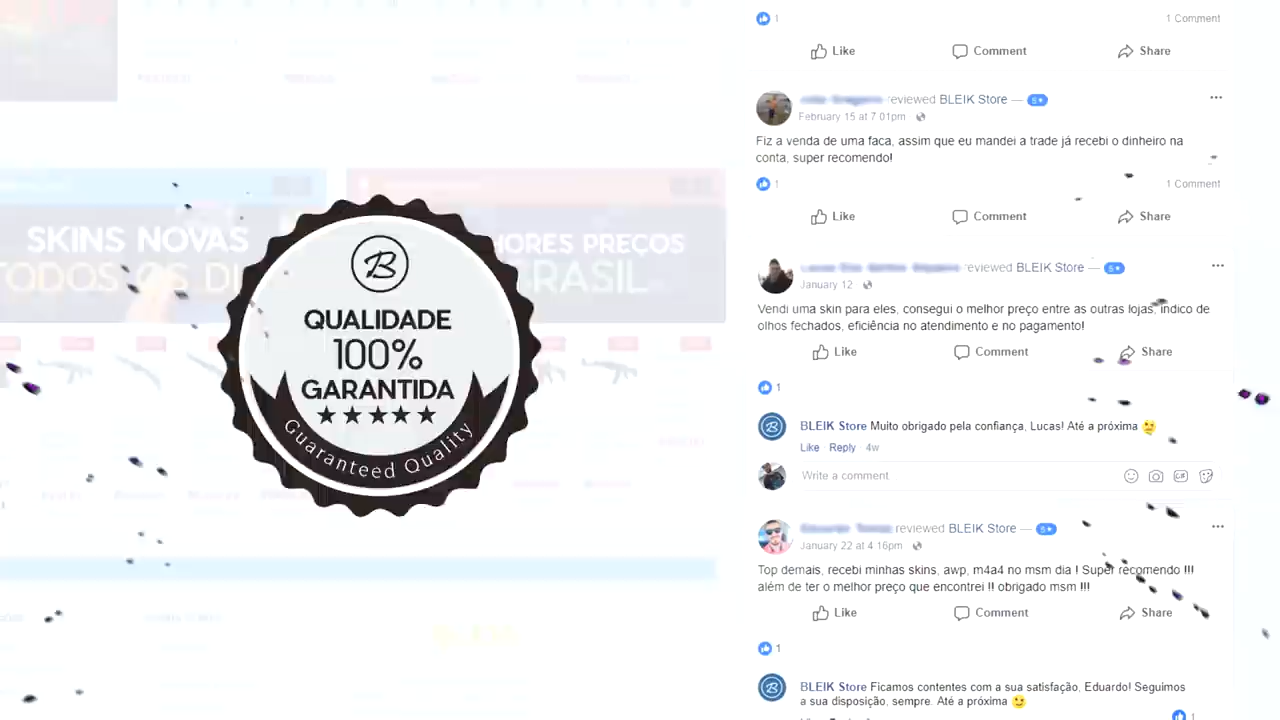 SKINS NOVAS
TODOS OS DI
HORES PREÇOS
BRASIL
B
QUALIDADE
100%
GARANTIDA
Guaranteed Quality
1
1 Comment
Like
Comment
Share
reviewed BLEIK Store — 5★
February 15 at 7:01pm
Fiz a venda de uma faca, assim que eu mandei a trade já recebi o dinheiro na
conta, super recomendo!
1
1 Comment
Like
Comment
Share
reviewed BLEIK Store — 5★
January 12
Vendi uma skin para eles, consegui o melhor preço entre as outras lojas, indico de
olhos fechados, eficiência no atendimento e no pagamento!
Like
Comment
Share
1
BLEIK Store Muito obrigado pela confiança, Lucas! Até a próxima
Like · Reply · 4w
Write a comment
GIF
reviewed BLEIK Store — 5★
January 22 at 4:16pm
Top demais, recebi minhas skins, awp, m4a4 no msm dia ! Super recomendo !!!
além de ter o melhor preço que encontrei !! obrigado msm !!!
Like
Comment
Share
1
BLEIK Store Ficamos contentes com a sua satisfação, Eduardo! Seguimos
a sua disposição, sempre. Até a próxima
1